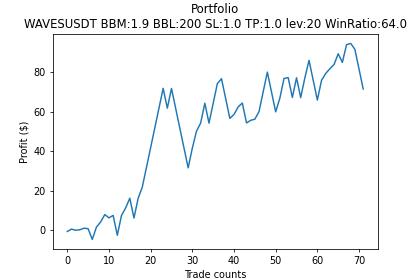 Portfolio
WAVESUSDT BBM:1.9 BBL:200 SL:1.0 TP:1.0 lev:20 WinRatio:64.0
Profit ($)
80
60
40
20
0
0 10 20 30 40 50 60 70
Trade counts